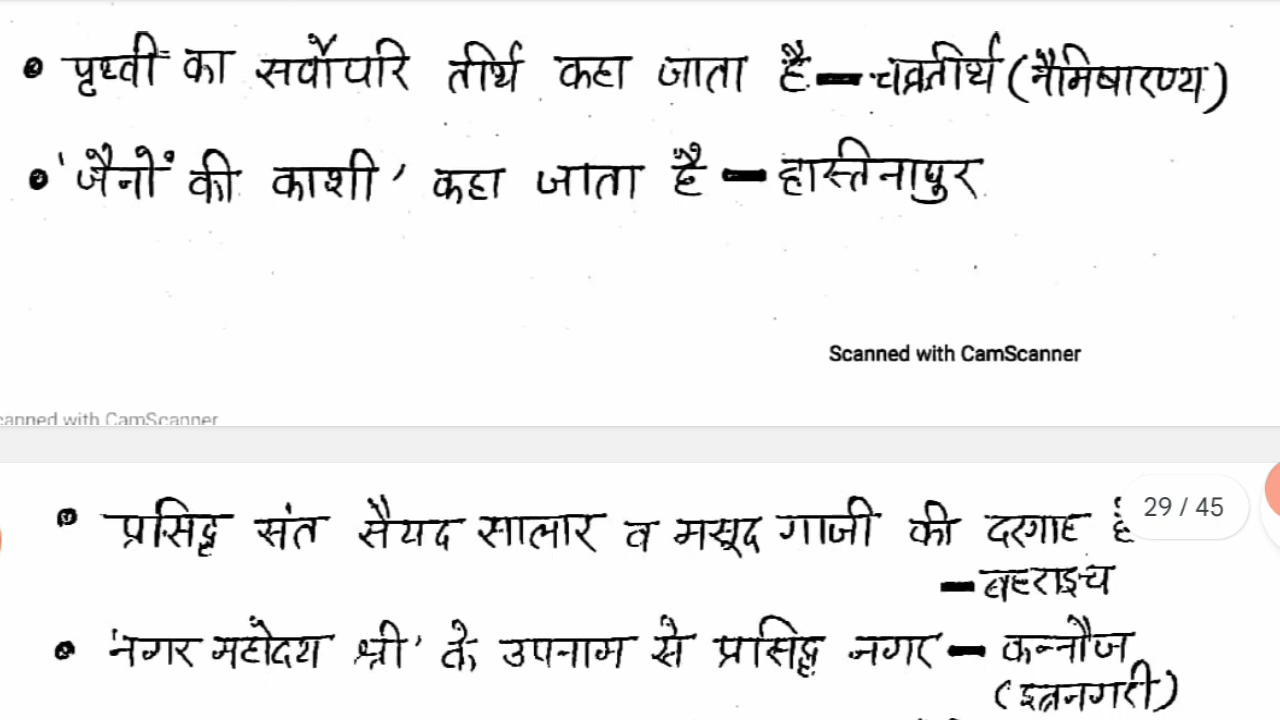 • पृथ्वी का सर्वोपरि तीर्थ कहा जाता है — चक्रतीर्थ (नैमिषारण्य)
• 'जैनों की काशी' कहा जाता है — हास्तिनापुर
Scanned with CamScanner
canned with CamScanner
• प्रसिद्ध संत सैयद सालार व मसूद गाजी की दरगाह है
29 / 45
— बहराइच
• 'नगर महोदय श्री' के उपनाम से प्रसिद्ध नगर — कन्नौज
(इत्रनगरी)